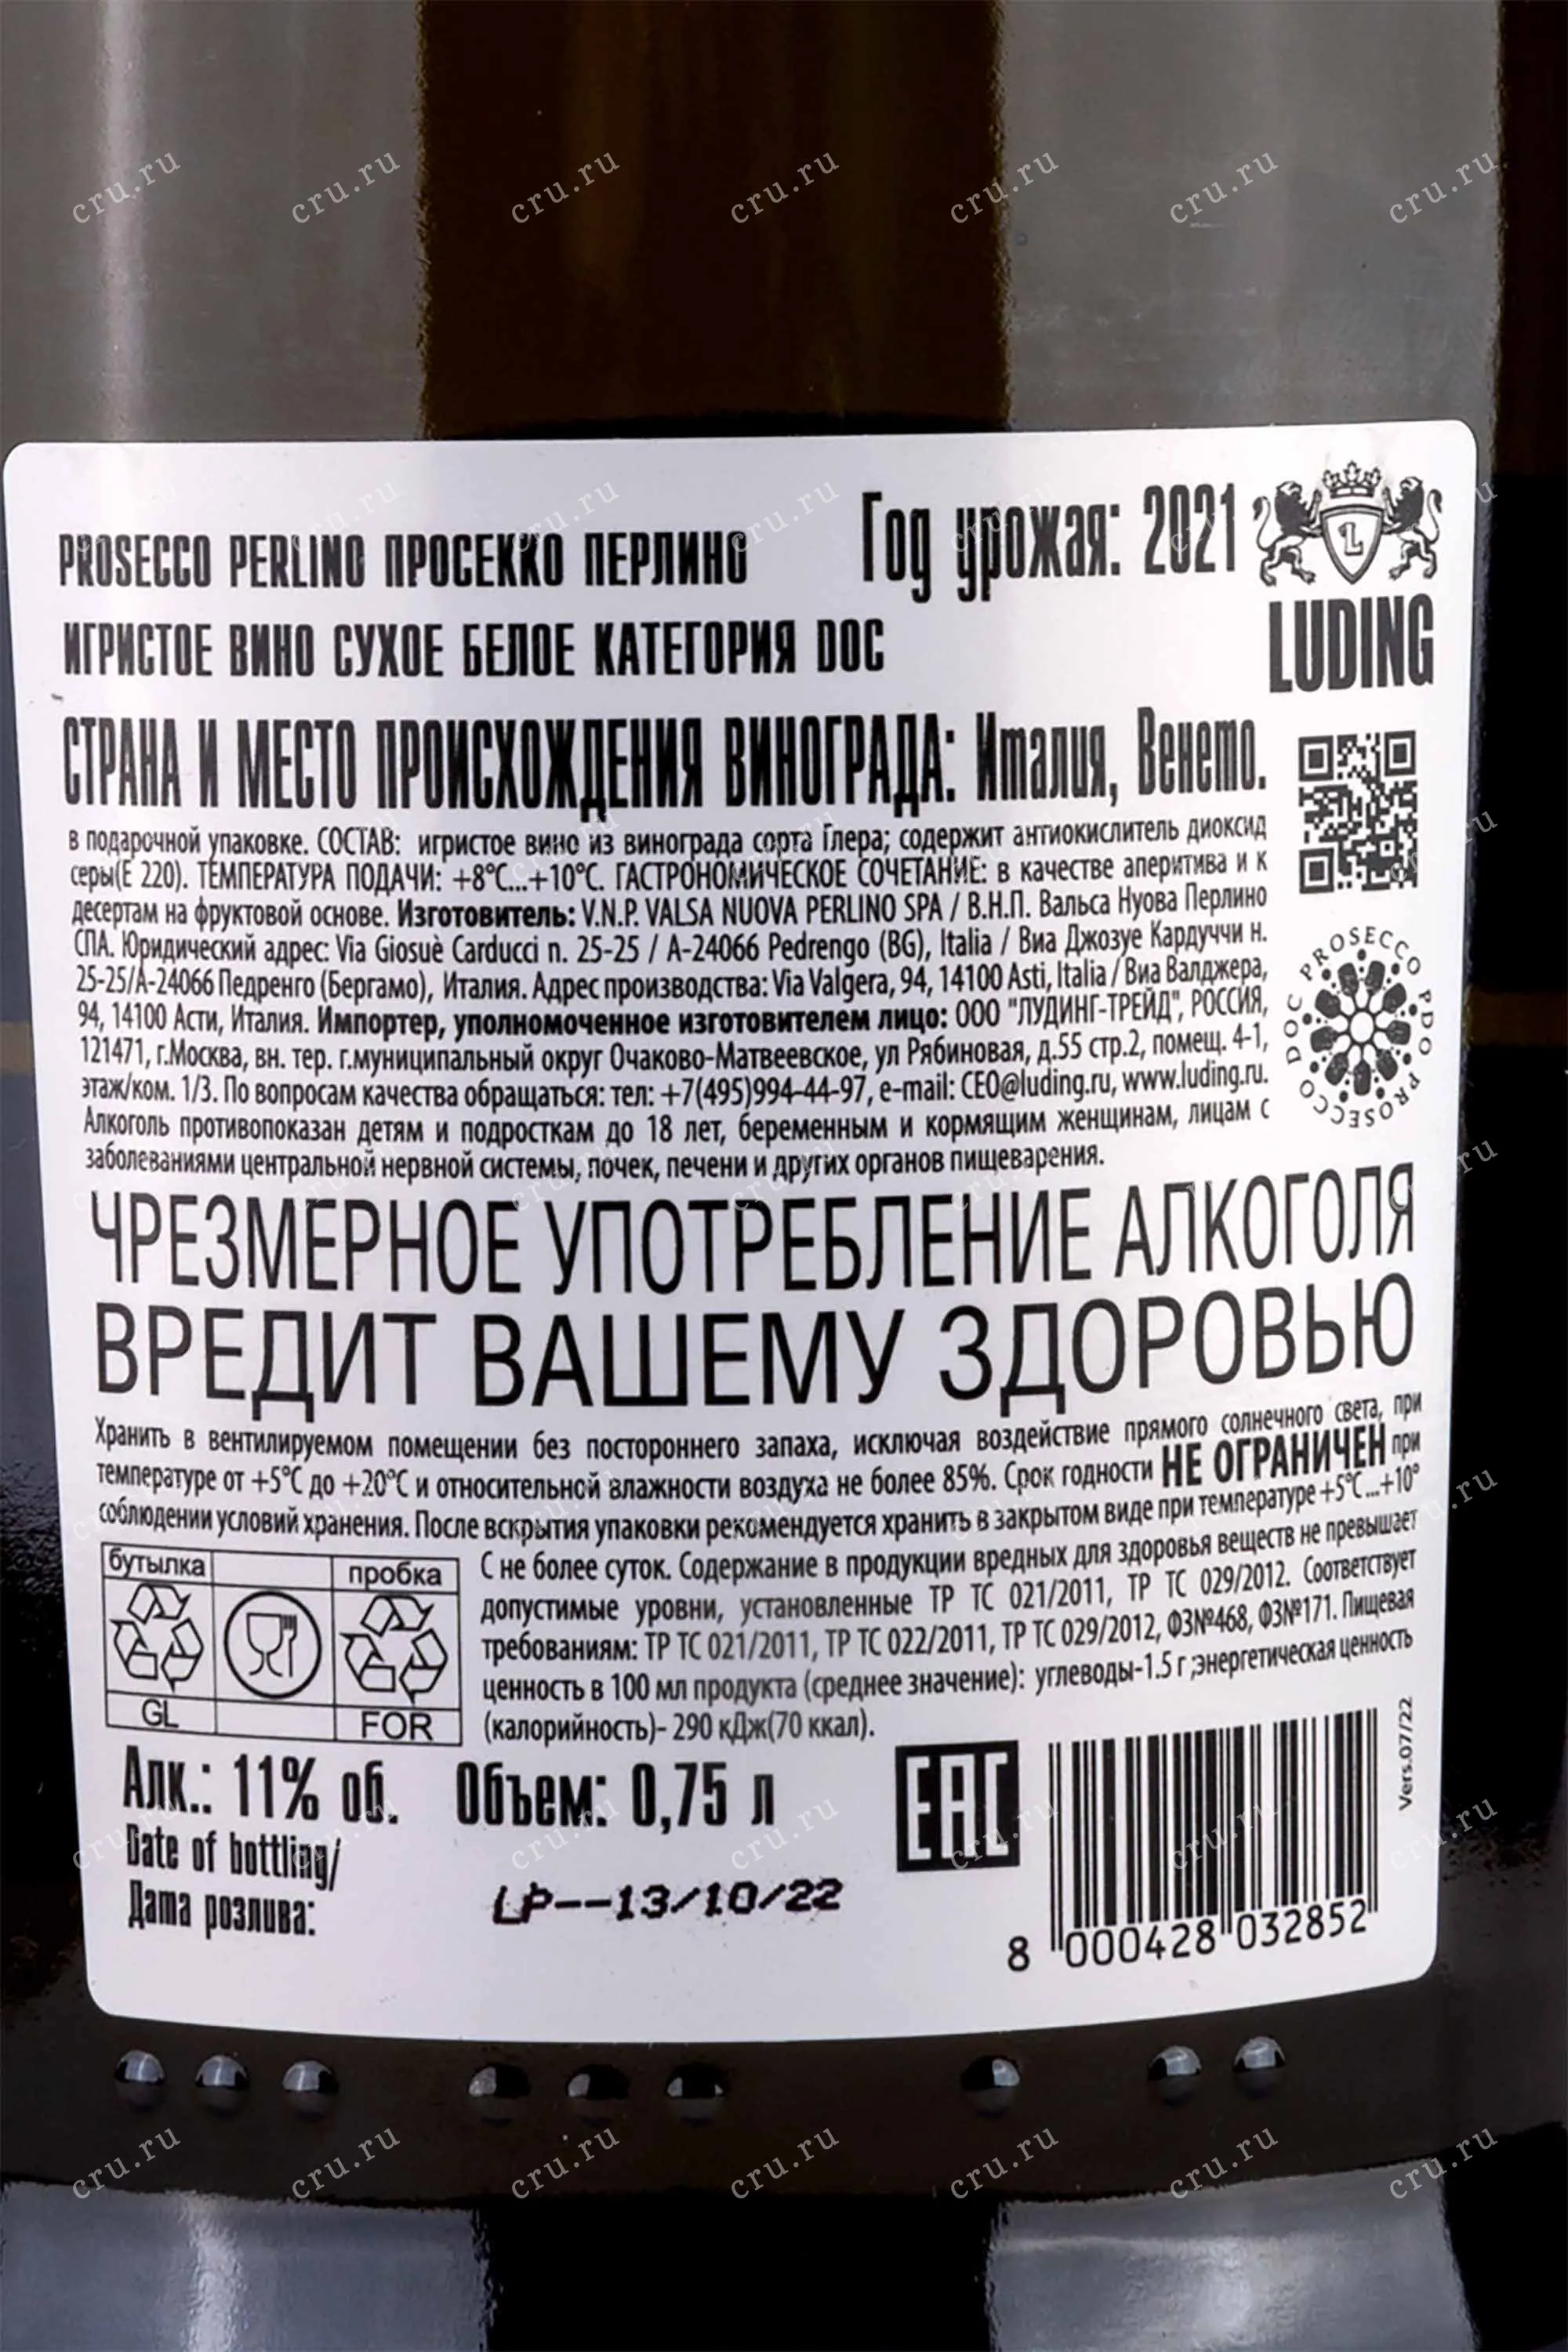 PROSECCO PERLINO ПРОСЕККО ПЕРЛИНО
Год урожая: 2021
ИГРИСТОЕ ВИНО СУХОЕ БЕЛОЕ КАТЕГОРИЯ DOC
L
LUDING
СТРАНА И МЕСТО ПРОИСХОЖДЕНИЯ ВИНОГРАДА: Италия, Венето.
в подарочной упаковке. СОСТАВ: игристое вино из винограда сорта Глера; содержит антиокислитель диоксид
серы(Е 220). ТЕМПЕРАТУРА ПОДАЧИ: +8°С...+10°С. ГАСТРОНОМИЧЕСКОЕ СОЧЕТАНИЕ: в качестве аперитива и к
десертам на фруктовой основе. Изготовитель: V.N.P. VALSA NUOVA PERLINO SPA / В.Н.П. Вальса Нуова Перлино
СПА. Юридический адрес: Via Giosuè Carducci n. 25-25 / A-24066 Pedrengo (BG), Italia / Виа Джозуе Кардуччи н.
25-25/А-24066 Педренго (Бергамо), Италия. Адрес производства: Via Valgera, 94, 14100 Asti, Italia / Виа Валджера,
94, 14100 Асти, Италия. Импортер, уполномоченное изготовителем лицо: ООО "ЛУДИНГ-ТРЕЙД", РОССИЯ,
121471, г.Москва, вн. тер. г.муниципальный округ Очаково-Матвеевское, ул Рябиновая, д.55 стр.2, помещ. 4-1,
этаж/ком. 1/3. По вопросам качества обращаться: тел: +7(495)994-44-97, e-mail: CEO@luding.ru, www.luding.ru.
Алкоголь противопоказан детям и подросткам до 18 лет, беременным и кормящим женщинам, лицам с
заболеваниями центральной нервной системы, почек, печени и других органов пищеварения.
PROSECCO PDO PROSECCO DOC
ЧРЕЗМЕРНОЕ УПОТРЕБЛЕНИЕ АЛКОГОЛЯ
ВРЕДИТ ВАШЕМУ ЗДОРОВЬЮ
Хранить в вентилируемом помещении без постороннего запаха, исключая воздействие прямого солнечного света, при
температуре от +5°С до +20°С и относительной влажности воздуха не более 85%. Срок годности НЕ ОГРАНИЧЕН при
соблюдении условий хранения. После вскрытия упаковки рекомендуется хранить в закрытом виде при температуре +5°С...+10°
С не более суток. Содержание в продукции вредных для здоровья веществ не превышает
допустимые уровни, установленные ТР ТС 021/2011, ТР ТС 029/2012. Соответствует
требованиям: ТР ТС 021/2011, ТР ТС 022/2011, ТР ТС 029/2012, ФЗ№468, ФЗ№171. Пищевая
ценность в 100 мл продукта (среднее значение): углеводы-1.5 г ;энергетическая ценность
(калорийность)- 290 кДж(70 ккал).
бутылка пробка
GL FOR
Алк.: 11% об. Объем: 0,75 л
EAC
Vers.07/22
Date of bottling/
Дата розлива:
LP--13/10/22
8 000428 032852
cru.ru